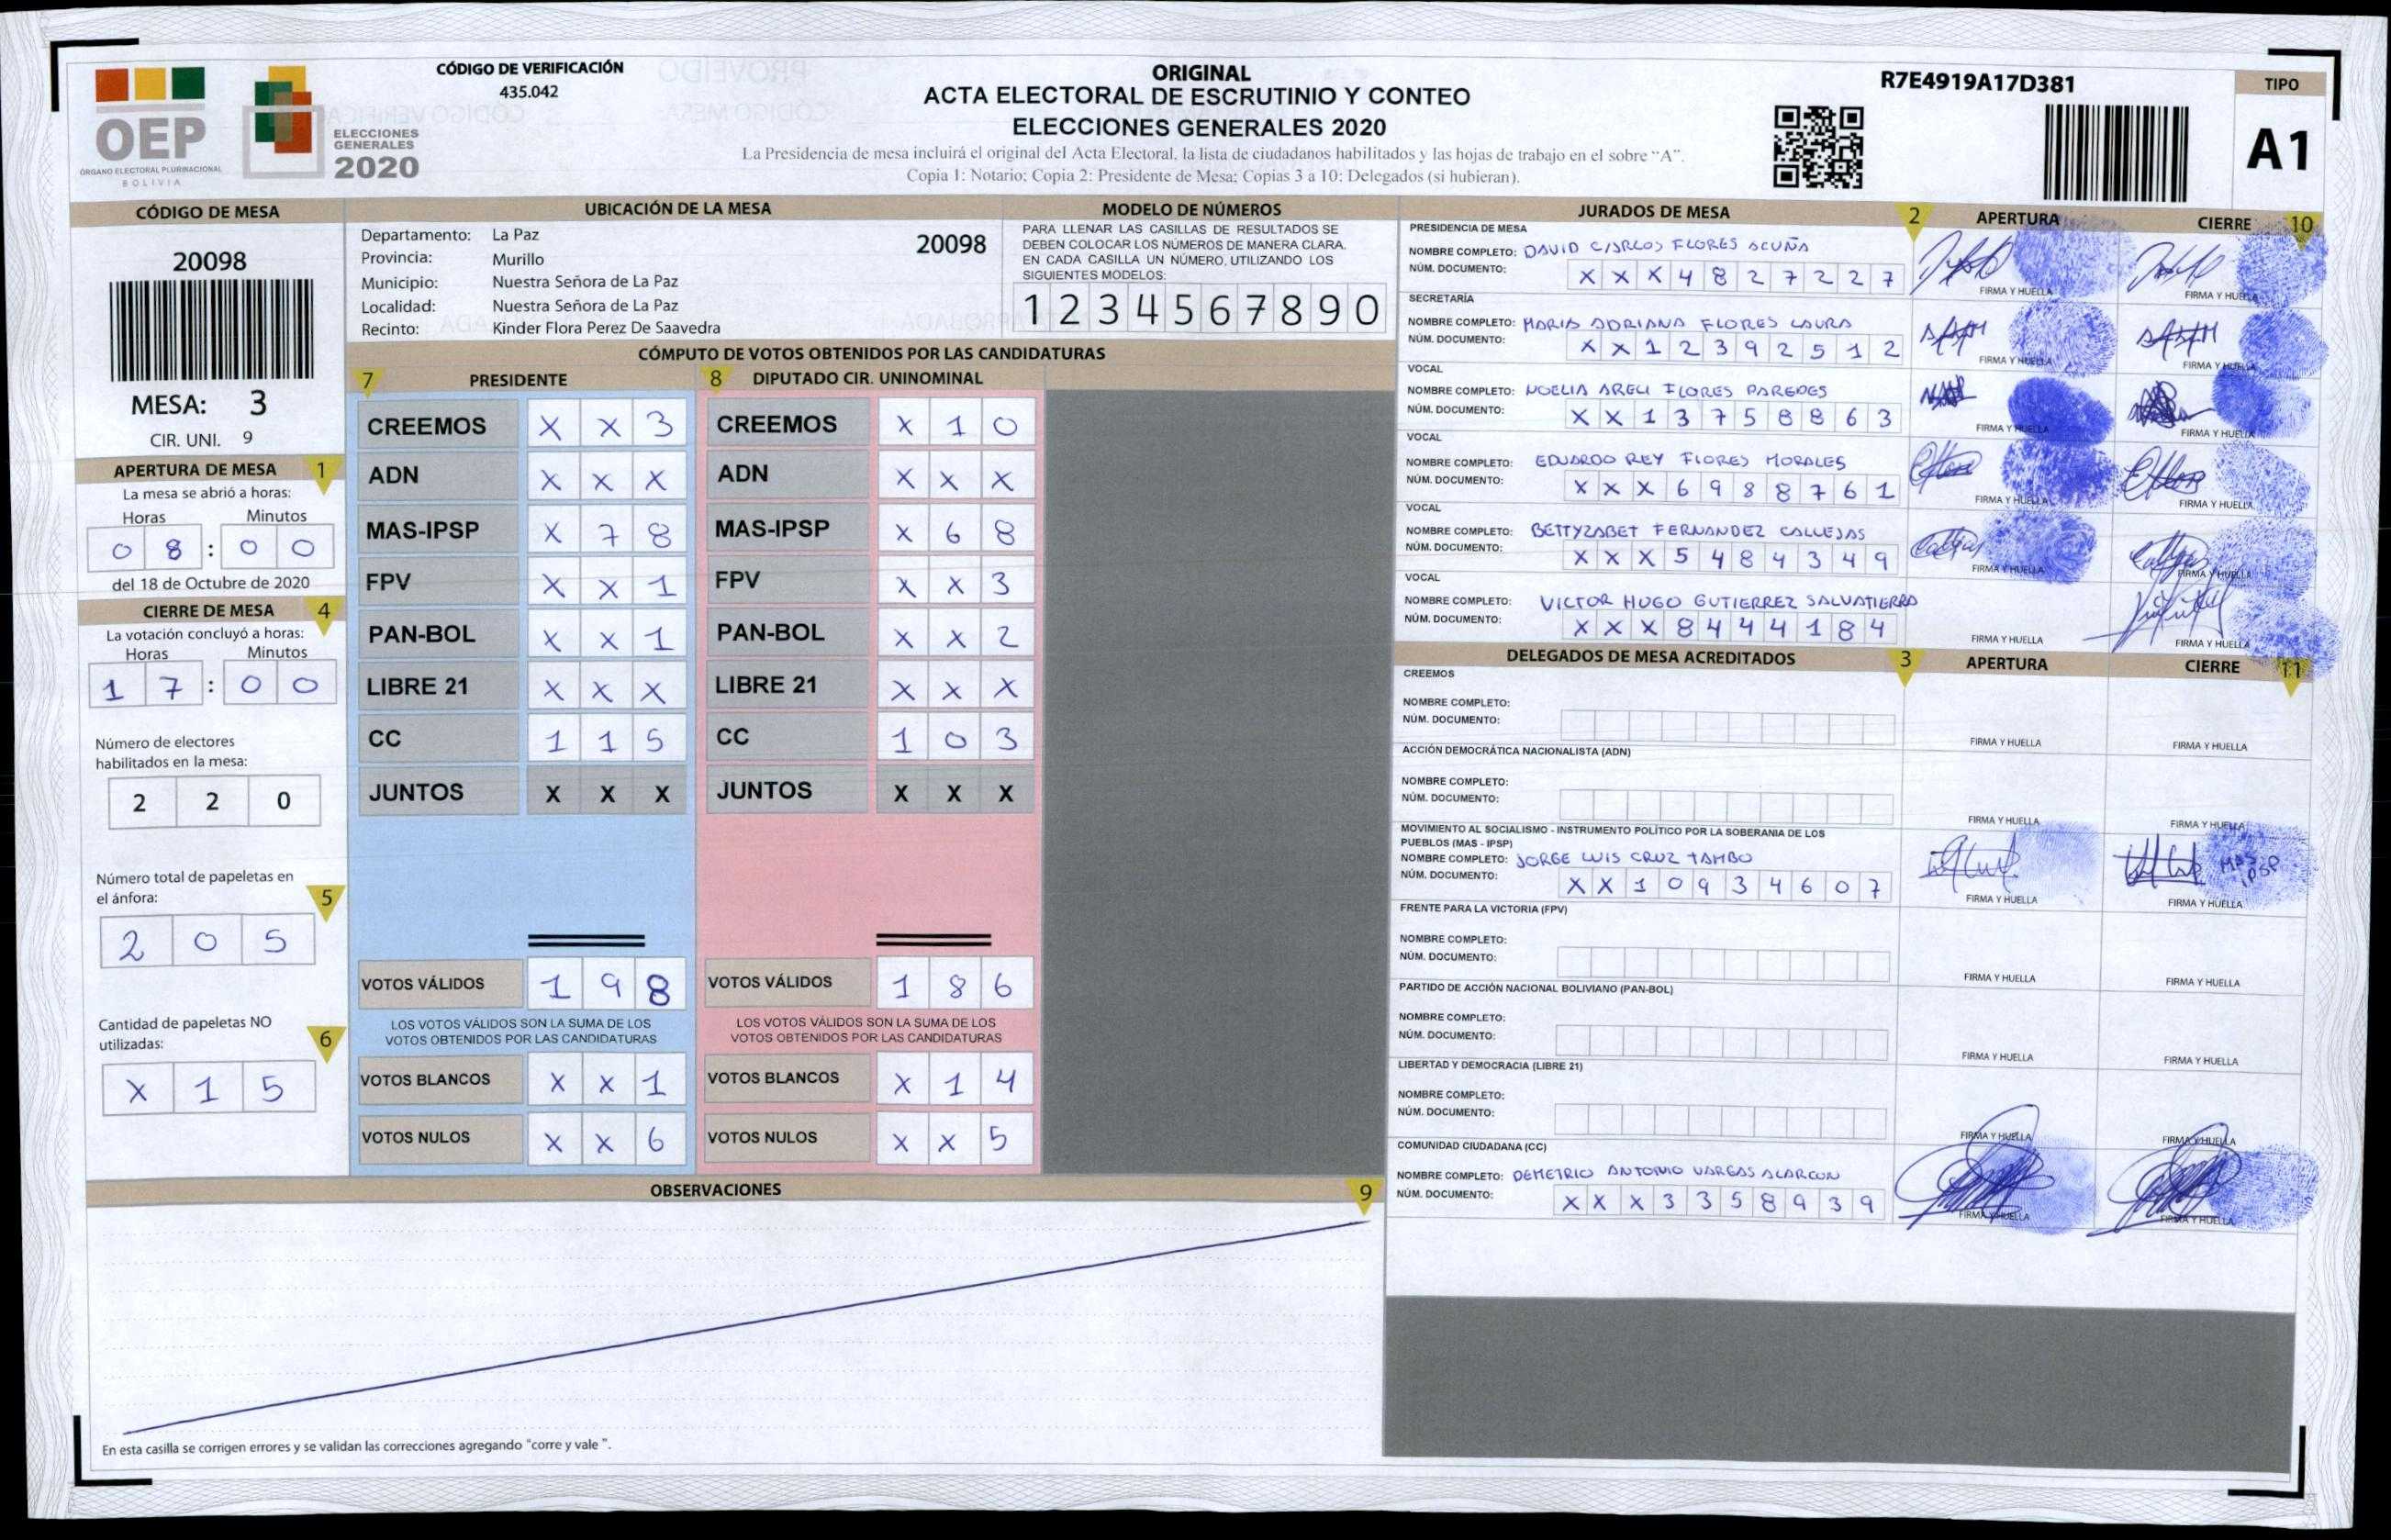 CÓDIGO DE VERIFICACIÓN
435.042
OEP
ÓRGANO ELECTORAL PLURINACIONAL
BOLIVIA
ELECCIONES
GENERALES
2020
ORIGINAL
ACTA ELECTORAL DE ESCRUTINIO Y CONTEO
ELECCIONES GENERALES 2020
La Presidencia de mesa incluirá el original del Acta Electoral, la lista de ciudadanos habilitados y las hojas de trabajo en el sobre "A".
Copia 1: Notario; Copia 2: Presidente de Mesa; Copias 3 a 10: Delegados (si hubieran).
R7E4919A17D381
TIPO
A1
CÓDIGO DE MESA
20098
MESA: 3
CIR. UNI. 9
APERTURA DE MESA 1
La mesa se abrió a horas:
Horas Minutos
0 8 : 0 0
del 18 de Octubre de 2020
CIERRE DE MESA 4
La votación concluyó a horas:
Horas Minutos
1 7 : 0 0
Número de electores
habilitados en la mesa:
2 2 0
Número total de papeletas en
el ánfora: 5
2 0 5
Cantidad de papeletas NO
utilizadas: 6
X 1 5
UBICACIÓN DE LA MESA
Departamento: La Paz 20098
Provincia: Murillo
Municipio: Nuestra Señora de La Paz
Localidad: Nuestra Señora de La Paz
Recinto: Kinder Flora Perez De Saavedra
MODELO DE NÚMEROS
PARA LLENAR LAS CASILLAS DE RESULTADOS SE
DEBEN COLOCAR LOS NÚMEROS DE MANERA CLARA.
EN CADA CASILLA UN NÚMERO, UTILIZANDO LOS
SIGUIENTES MODELOS:
1 2 3 4 5 6 7 8 9 0
CÓMPUTO DE VOTOS OBTENIDOS POR LAS CANDIDATURAS
7 PRESIDENTE 8 DIPUTADO CIR. UNINOMINAL
CREEMOS X X 3 CREEMOS X 1 0
ADN X X X ADN X X X
MAS-IPSP X 7 8 MAS-IPSP X 6 8
FPV X X 1 FPV X X 3
PAN-BOL X X 1 PAN-BOL X X 2
LIBRE 21 X X X LIBRE 21 X X X
CC 1 1 5 CC 1 0 3
JUNTOS X X X JUNTOS X X X
VOTOS VÁLIDOS 1 9 8 VOTOS VÁLIDOS 1 8 6
LOS VOTOS VÁLIDOS SON LA SUMA DE LOS LOS VOTOS VÁLIDOS SON LA SUMA DE LOS
VOTOS OBTENIDOS POR LAS CANDIDATURAS VOTOS OBTENIDOS POR LAS CANDIDATURAS
VOTOS BLANCOS X X 1 VOTOS BLANCOS X 1 4
VOTOS NULOS X X 6 VOTOS NULOS X X 5
OBSERVACIONES 9
En esta casilla se corrigen errores y se validan las correcciones agregando "corre y vale ".
JURADOS DE MESA 2 APERTURA CIERRE 10
PRESIDENCIA DE MESA
NOMBRE COMPLETO: DAVID CARLOS FLORES ACUÑA
NÚM. DOCUMENTO: X X X 4 8 2 7 2 2 7
FIRMA Y HUELLA FIRMA Y HUELLA
SECRETARÍA
NOMBRE COMPLETO: MARIA ADRIANA FLORES LAURA
NÚM. DOCUMENTO: X X 1 2 3 9 2 5 1 2
FIRMA Y HUELLA FIRMA Y HUELLA
VOCAL
NOMBRE COMPLETO: NOELIA ARELI FLORES PAREDES
NÚM. DOCUMENTO: X X 1 3 7 5 8 8 6 3
FIRMA Y HUELLA FIRMA Y HUELLA
VOCAL
NOMBRE COMPLETO: EDUARDO REY FLORES MORALES
NÚM. DOCUMENTO: X X X 6 9 8 8 7 6 1
FIRMA Y HUELLA FIRMA Y HUELLA
VOCAL
NOMBRE COMPLETO: BETTYZABET FERNANDEZ CALLEJAS
NÚM. DOCUMENTO: X X X 5 4 8 4 3 4 9
FIRMA Y HUELLA FIRMA Y HUELLA
VOCAL
NOMBRE COMPLETO: VICTOR HUGO GUTIERREZ SALVATIERRA
NÚM. DOCUMENTO: X X X 8 4 4 4 1 8 4
FIRMA Y HUELLA FIRMA Y HUELLA
DELEGADOS DE MESA ACREDITADOS 3 APERTURA CIERRE 11
CREEMOS
NOMBRE COMPLETO:
NÚM. DOCUMENTO:
FIRMA Y HUELLA FIRMA Y HUELLA
ACCIÓN DEMOCRÁTICA NACIONALISTA (ADN)
NOMBRE COMPLETO:
NÚM. DOCUMENTO:
FIRMA Y HUELLA FIRMA Y HUELLA
MOVIMIENTO AL SOCIALISMO - INSTRUMENTO POLÍTICO POR LA SOBERANIA DE LOS
PUEBLOS (MAS - IPSP)
NOMBRE COMPLETO: JORGE LUIS CRUZ TAMBO
NÚM. DOCUMENTO: X X 1 0 9 3 4 6 0 7
MAS
IPSP
FIRMA Y HUELLA FIRMA Y HUELLA
FRENTE PARA LA VICTORIA (FPV)
NOMBRE COMPLETO:
NÚM. DOCUMENTO:
FIRMA Y HUELLA FIRMA Y HUELLA
PARTIDO DE ACCIÓN NACIONAL BOLIVIANO (PAN-BOL)
NOMBRE COMPLETO:
NÚM. DOCUMENTO:
FIRMA Y HUELLA FIRMA Y HUELLA
LIBERTAD Y DEMOCRACIA (LIBRE 21)
NOMBRE COMPLETO:
NÚM. DOCUMENTO:
FIRMA Y HUELLA FIRMA Y HUELLA
COMUNIDAD CIUDADANA (CC)
NOMBRE COMPLETO: DEMETRIO ANTONIO VARGAS ALARCON
NÚM. DOCUMENTO: X X X 3 3 5 8 9 3 9
FIRMA Y HUELLA FIRMA Y HUELLA